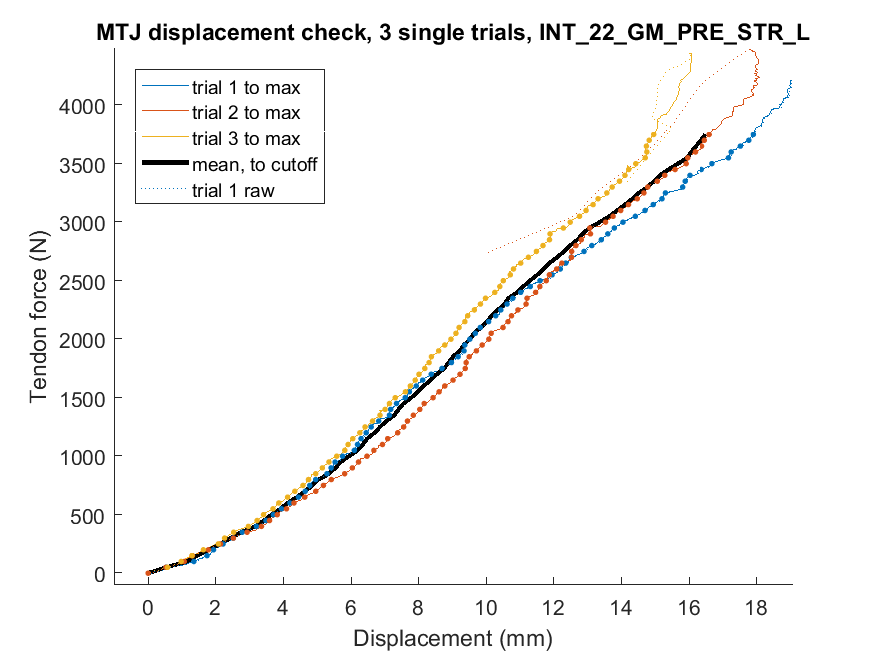 MTJ displacement check, 3 single trials, INT_22_GM_PRE_STR_L
trial 1 to max
trial 2 to max
trial 3 to max
mean, to cutoff
trial 1 raw
4000
3500
3000
2500
2000
1500
1000
500
0
Tendon force (N)
0 2 4 6 8 10 12 14 16 18
Displacement (mm)